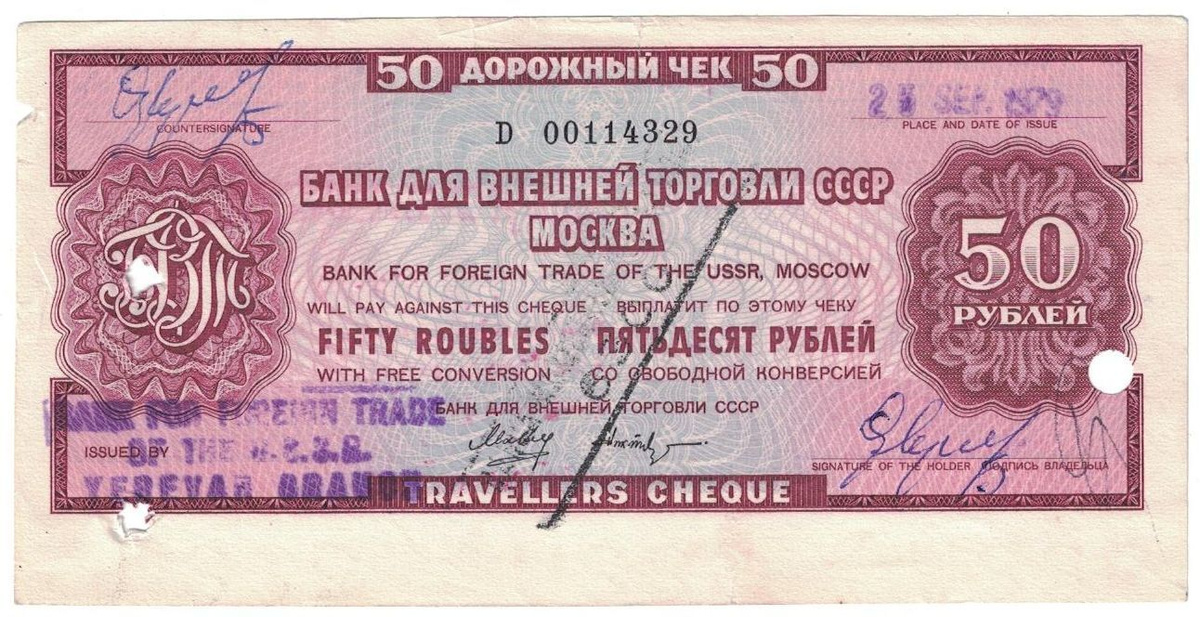 50 ДОРОЖНЫЙ ЧЕК 50
SEP. 1979
COUNTERSIGNATURE
PLACE AND DATE OF ISSUE
D 00114329
БАНК ДЛЯ ВНЕШНЕЙ ТОРГОВЛИ СССР
МОСКВА
BANK FOR FOREIGN TRADE OF THE USSR, MOSCOW
WILL PAY AGAINST THIS CHEQUE ВЫПЛАТИТ ПО ЭТОМУ ЧЕКУ
FIFTY ROUBLES ПЯТЬДЕСЯТ РУБЛЕЙ
WITH FREE CONVERSION СО СВОБОДНОЙ КОНВЕРСИЕЙ
50
РУБЛЕЙ
БАНК ДЛЯ ВНЕШНЕЙ ТОРГОВЛИ СССР
BANK FOR FOREIGN TRADE
ISSUED BY
OF THE U.S.S.R.
YEREVAN
SIGNATURE OF THE HOLDER ПОДПИСЬ ВЛАДЕЛЬЦА
TRAVELLERS CHEQUE